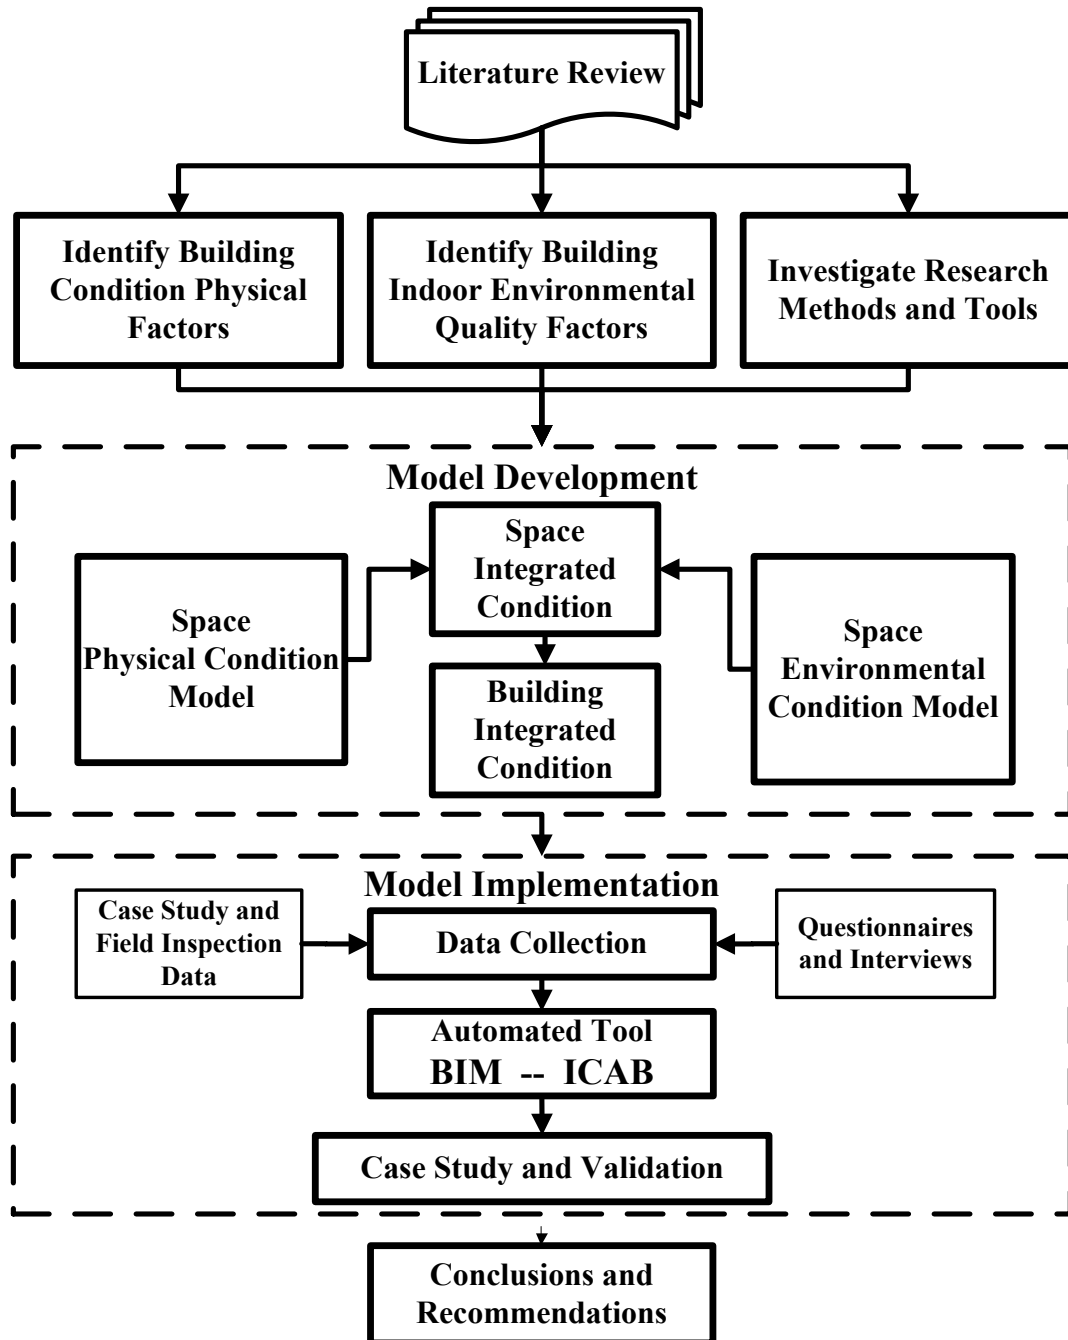 Literature Review
Identify Building
Condition Physical
Factors
Identify Building
Indoor Environmental
Quality Factors
Investigate Research
Methods and Tools
Model Development
Space
Integrated
Condition
Space
Physical Condition
Model
Space
Environmental
Condition Model
Building
Integrated
Condition
Model Implementation
Case Study and
Field Inspection
Data
Data Collection
Questionnaires
and Interviews
Automated Tool
BIM -- ICAB
Case Study and Validation
Conclusions and
Recommendations